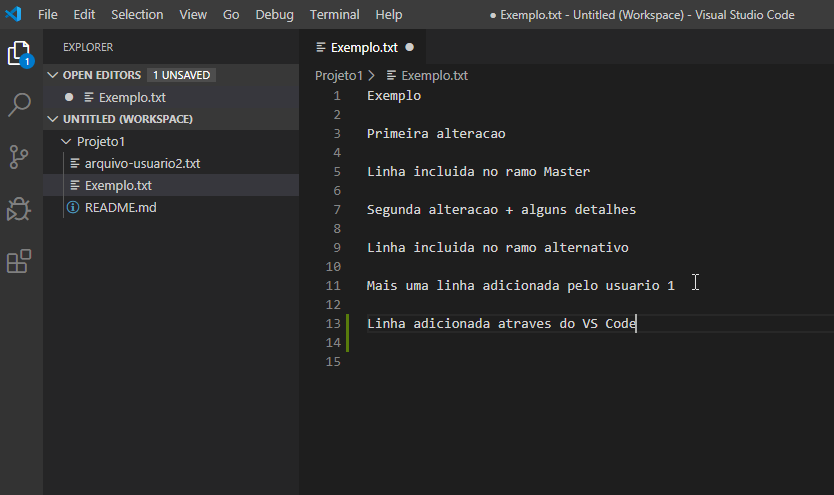 File Edit Selection View Go Debug Terminal Help ● Exemplo.txt - Untitled (Workspace) - Visual Studio Code
EXPLORER
OPEN EDITORS 1 UNSAVED
Exemplo.txt
UNTITLED (WORKSPACE)
Projeto1
arquivo-usuario2.txt
Exemplo.txt
README.md
1
Exemplo.txt ●
Projeto1 > Exemplo.txt
1 Exemplo
2
3 Primeira alteracao
4
5 Linha incluida no ramo Master
6
7 Segunda alteracao + alguns detalhes
8
9 Linha incluida no ramo alternativo
10
11 Mais uma linha adicionada pelo usuario 1
12
13 Linha adicionada atraves do VS Code
14
15